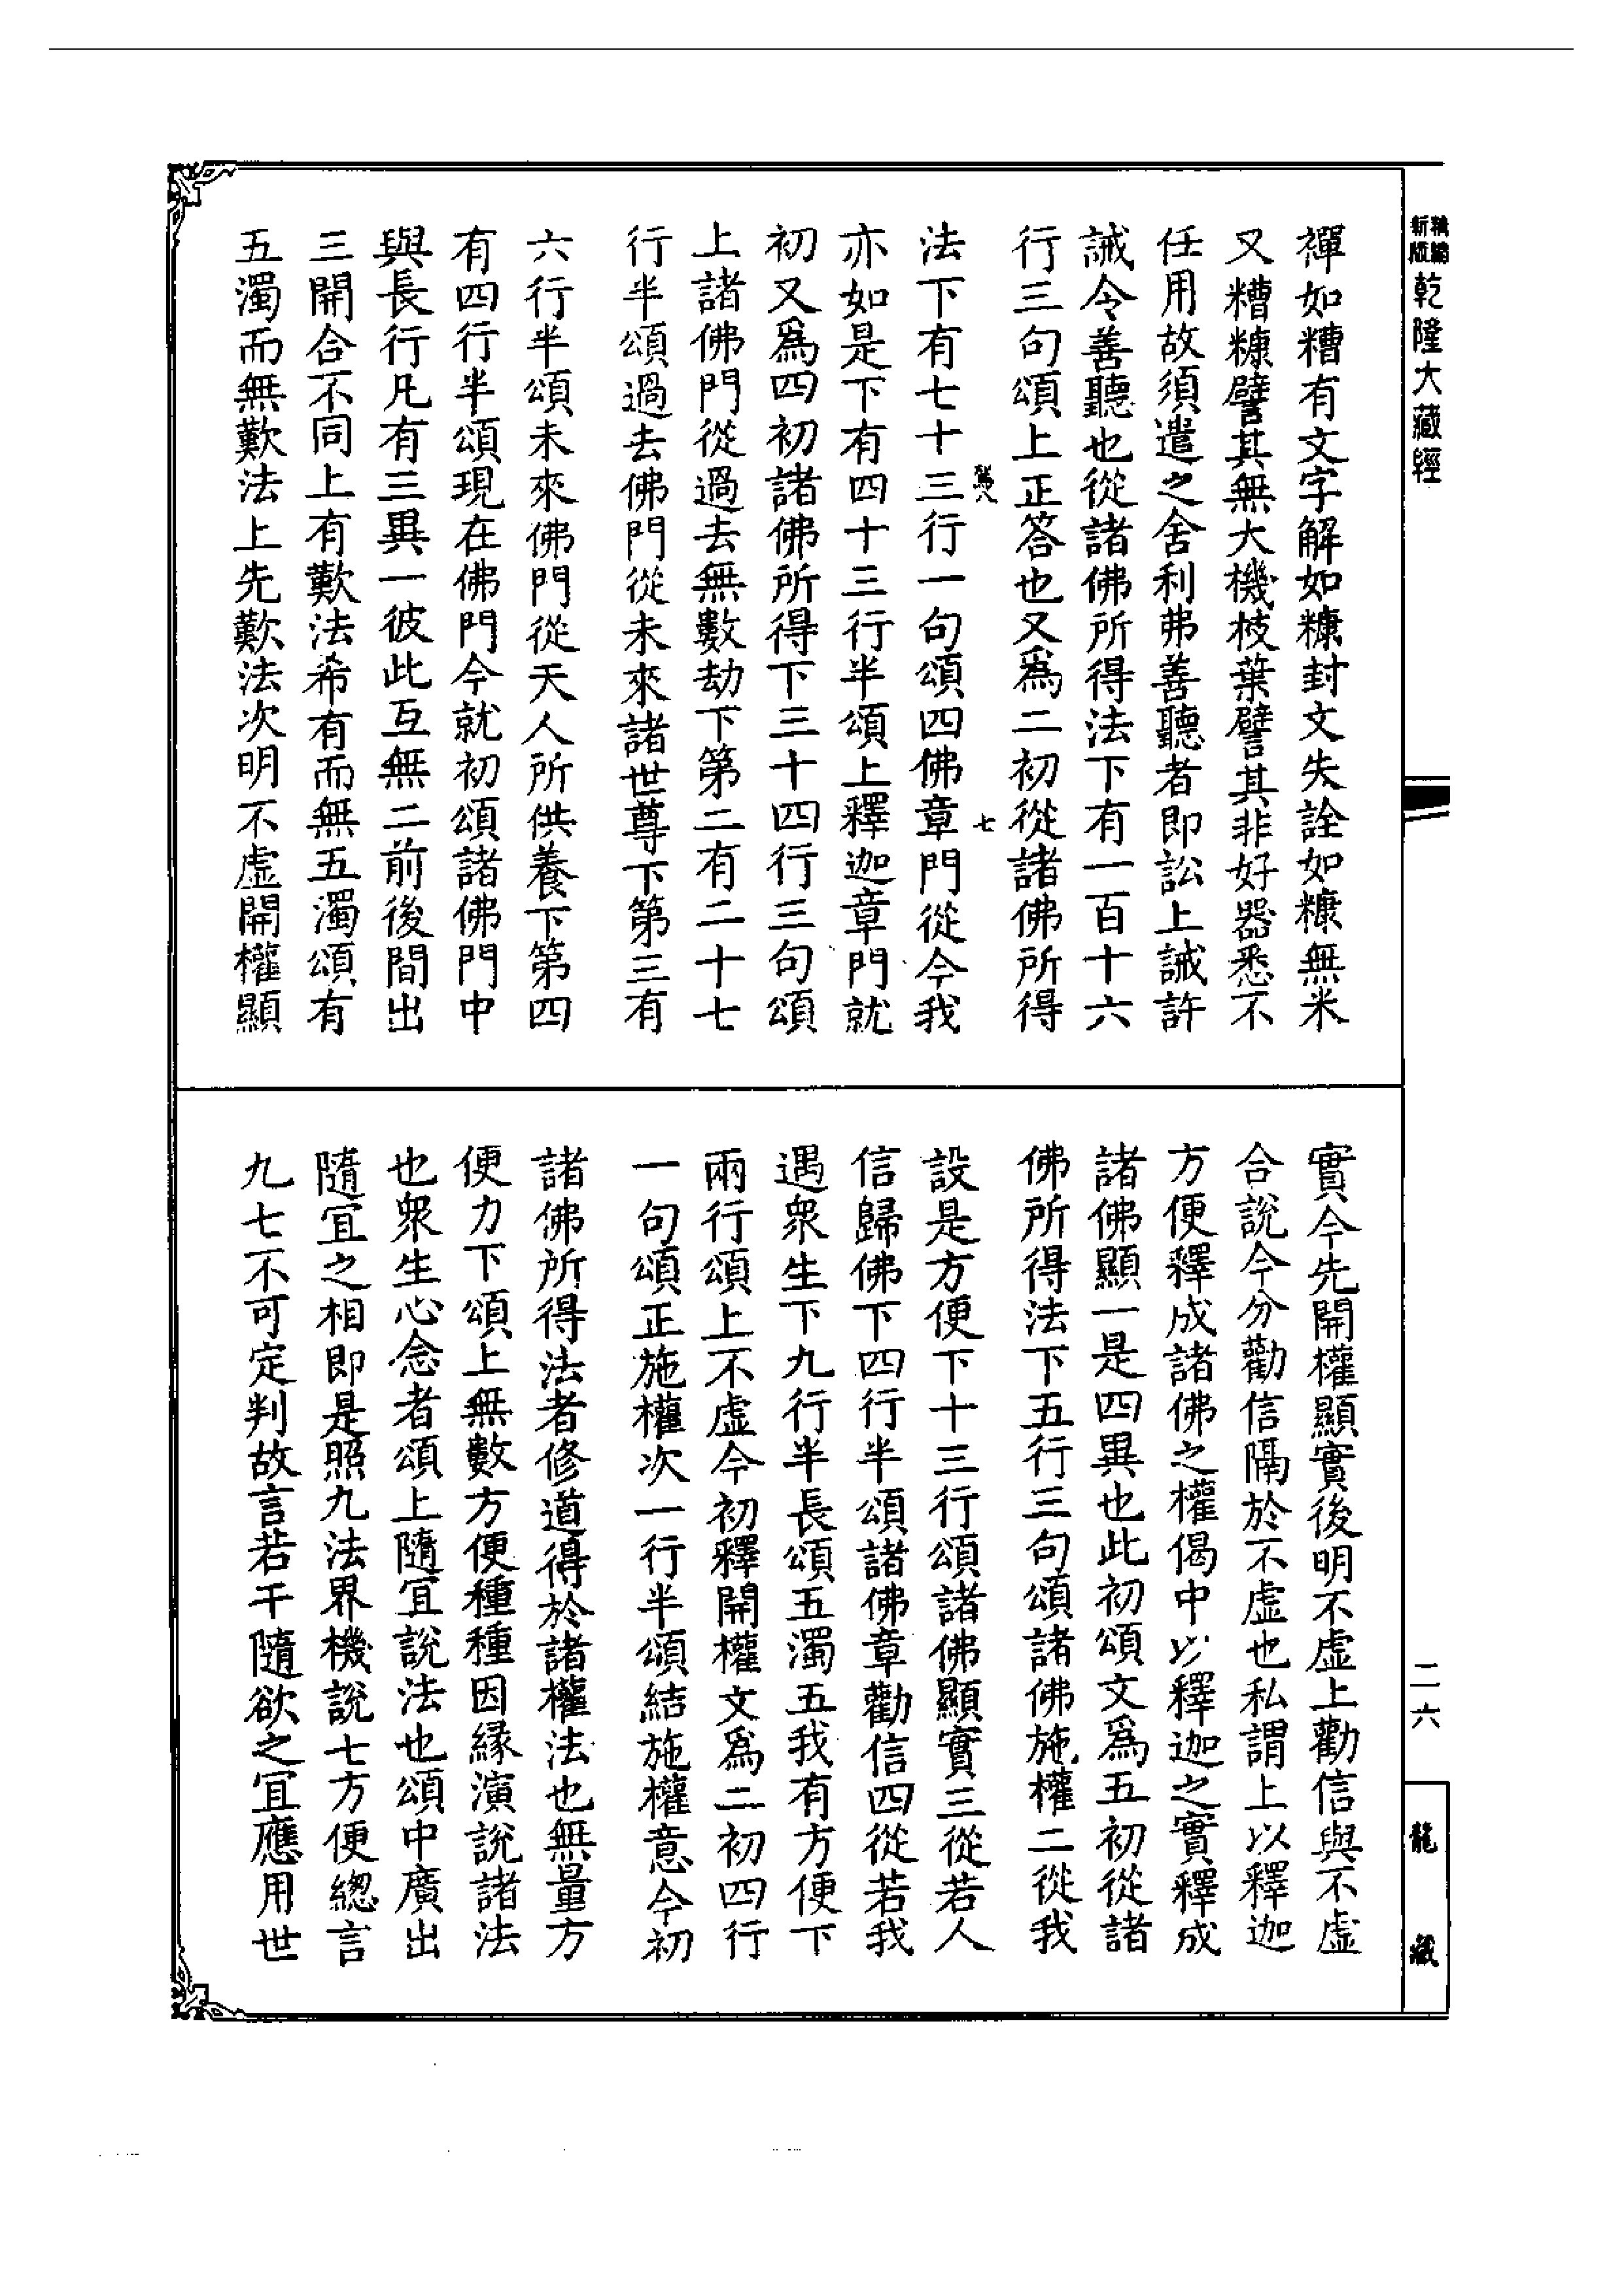 精編
新版
乾隆大藏經
禪如糟有文字解如糠封文失詮如糠無米
又糟糠譬其無大機枝葉譬其非好器悉不
任用故須遣之舍利弗善聽者即訟上誡許
誡令善聽也從諸佛所得法下有一百十六
行三句頌上正答也又為二初從諸佛所得
七
法下有七十三行一句頌四佛章門從今我
亦如是下有四十三行半頌上釋迦章門就
初又為四初諸佛所得下三十四行三句頌
上諸佛門從過去無數劫下第二有二十七
行半頌過去佛門從未來諸世尊下第三有
六行半頌未來佛門從天人所供養下第四
有四行半頌現在佛門今就初頌諸佛門中
與長行凡有三異一彼此互無二前後間出
三開合不同上有歎法希有而無五濁頌有
五濁而無歎法上先歎法次明不虛開權顯
實今先開權顯實後明不虛上勸信與不虛
合說今分勸信隔於不虛也私謂上以釋迦
方便釋成諸佛之權偈中以釋迦之實釋成
諸佛顯一是四異也此初頌文為五初從諸
佛所得法下五行三句頌諸佛施權二從我
設是方便下十三行頌諸佛顯實三從若人
信歸佛下四行半頌諸佛章勸信四從若我
遇衆生下九行半長頌五濁五我有方便下
兩行頌上不虛今初釋開權文為二初四行
一句頌正施權次一行半頌結施權意今初
諸佛所得法者修道得於諸權法也無量方
便力下頌上無數方便種種因緣演說諸法
也衆生心念者頌上隨宜說法也頌中廣出
隨宜之相即是照九法界機說七方便總言
九七不可定判故言若干隨欲之宜應用世
二六
龍藏